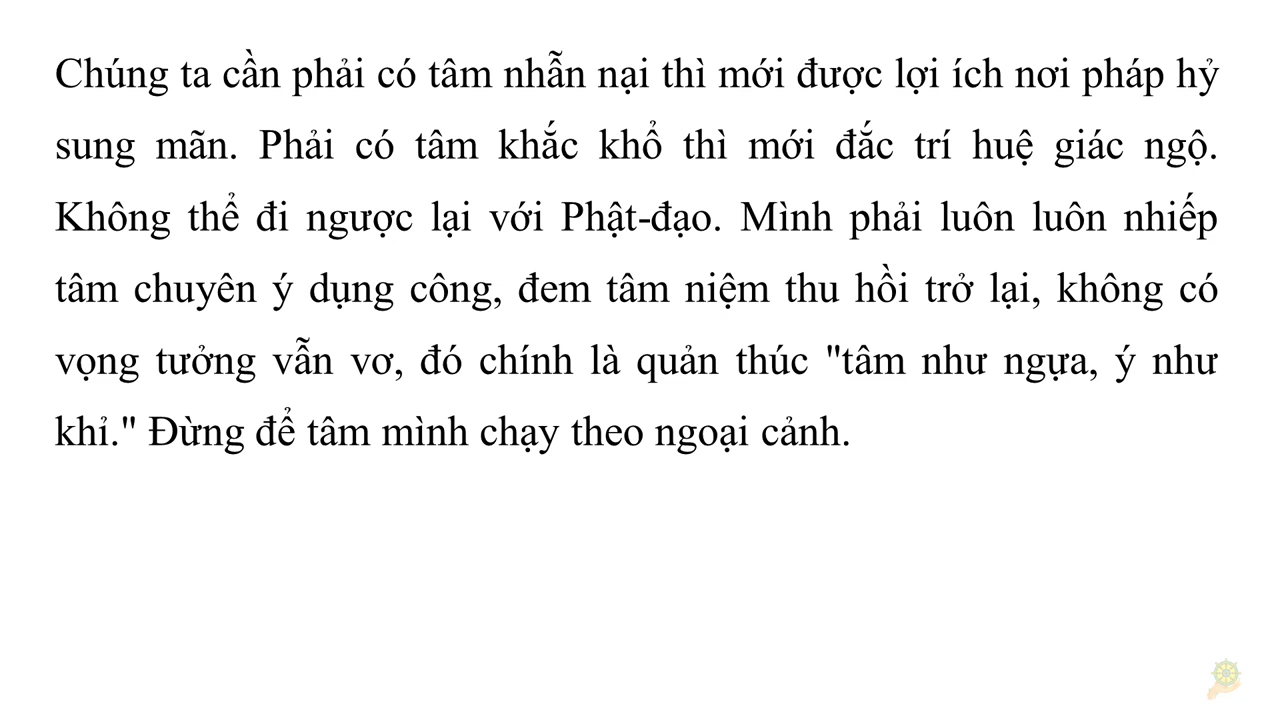 Chúng ta cần phải có tâm nhẫn nại thì mới được lợi ích nơi pháp hỷ
sung mãn. Phải có tâm khắc khổ thì mới đắc trí huệ giác ngộ.
Không thể đi ngược lại với Phật-đạo. Mình phải luôn luôn nhiếp
tâm chuyên ý dụng công, đem tâm niệm thu hồi trở lại, không có
vọng tưởng vẫn vơ, đó chính là quản thúc "tâm như ngựa, ý như
khỉ." Đừng để tâm mình chạy theo ngoại cảnh.